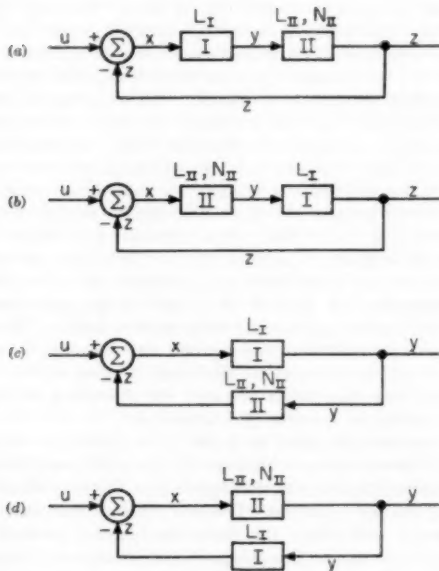 L_I L_II, N_II
(a) u + Σ x I y II z
− z
z
L_II, N_II L_I
(b) u + Σ x II y I z
− z
z
L_I
(c) u + Σ x I y
− z L_II, N_II
II y
L_II, N_II
(d) u + Σ x II y
− z L_I
I y